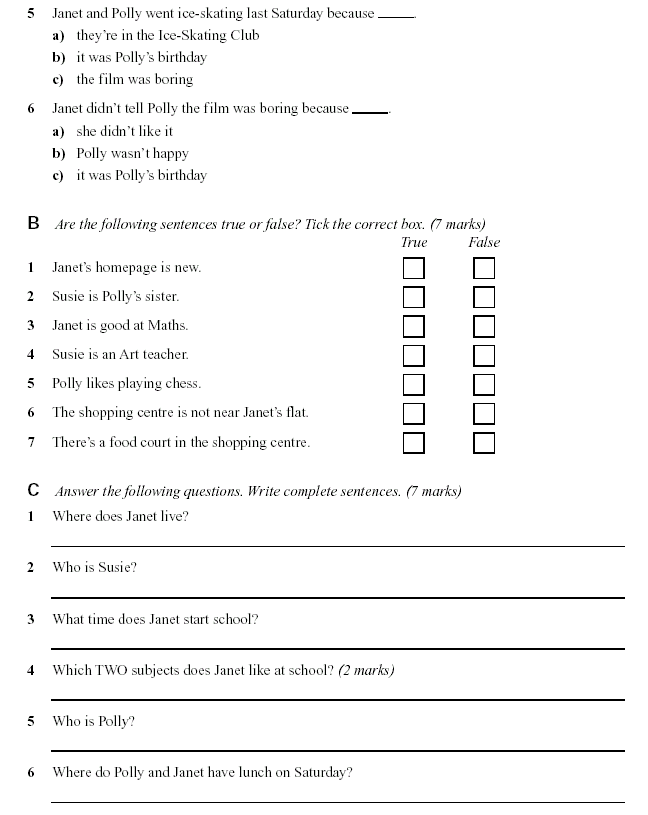 5 Janet and Polly went ice-skating last Saturday because _____.
a) they're in the Ice-Skating Club
b) it was Polly's birthday
c) the film was boring
6 Janet didn't tell Polly the film was boring because _____.
a) she didn't like it
b) Polly wasn't happy
c) it was Polly's birthday
B Are the following sentences true or false? Tick the correct box. (7 marks)
True False
1 Janet's homepage is new.
2 Susie is Polly's sister.
3 Janet is good at Maths.
4 Susie is an Art teacher.
5 Polly likes playing chess.
6 The shopping centre is not near Janet's flat.
7 There's a food court in the shopping centre.
C Answer the following questions. Write complete sentences. (7 marks)
1 Where does Janet live?
2 Who is Susie?
3 What time does Janet start school?
4 Which TWO subjects does Janet like at school? (2 marks)
5 Who is Polly?
6 Where do Polly and Janet have lunch on Saturday?